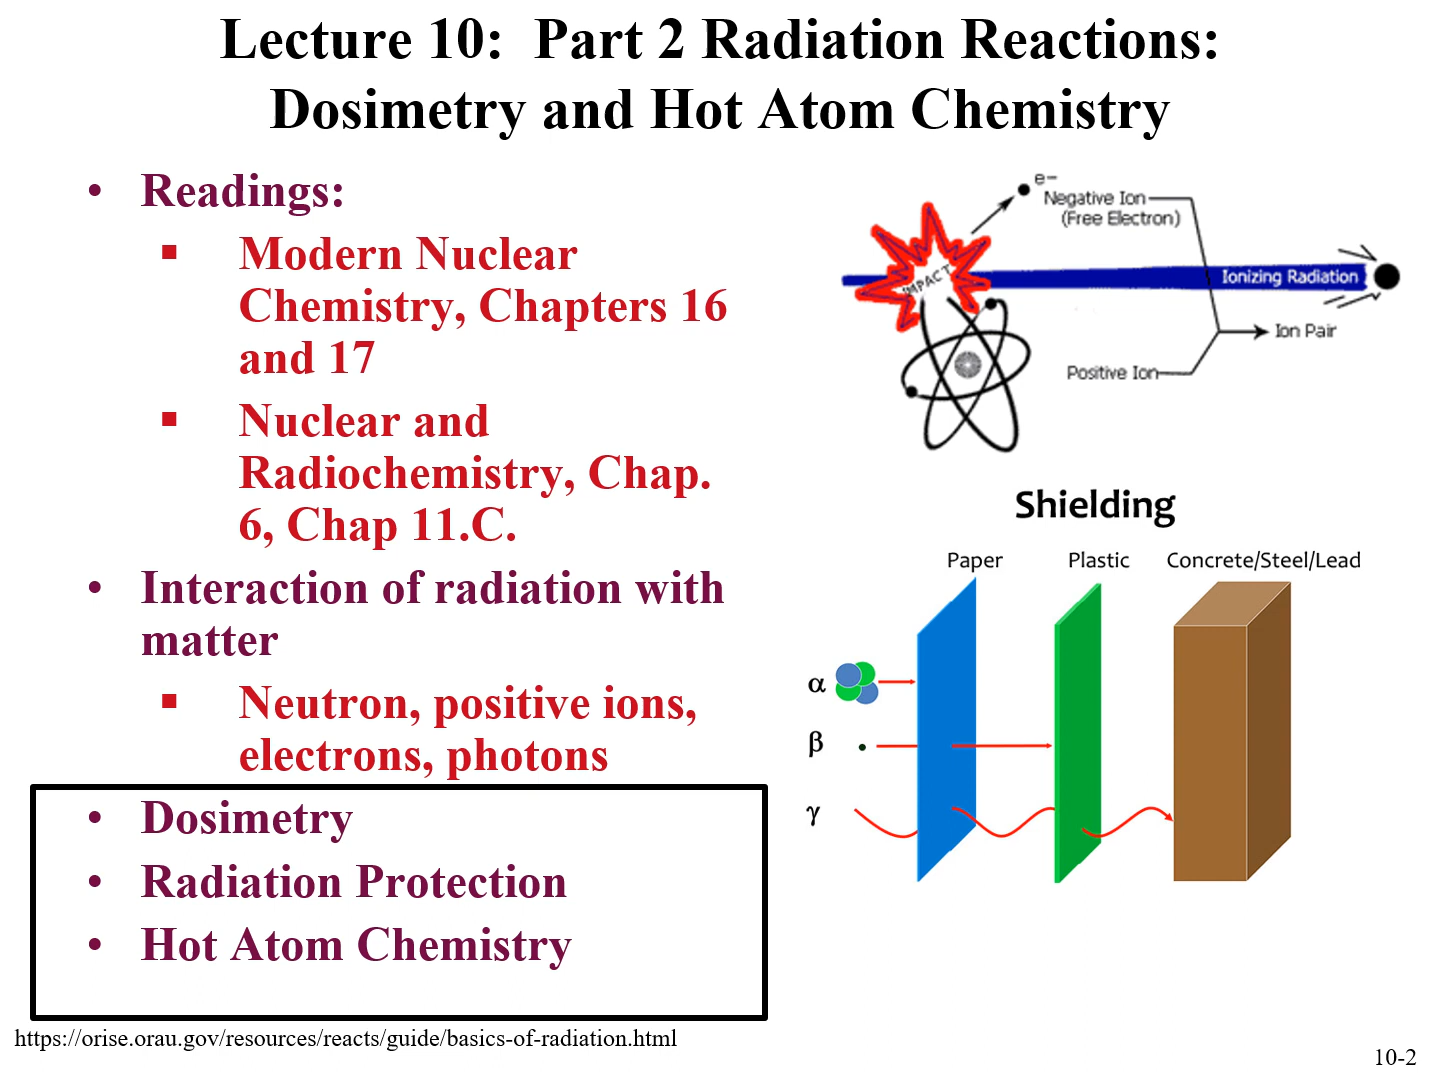 Lecture 10: Part 2 Radiation Reactions:
Dosimetry and Hot Atom Chemistry
• Readings:
▪ Modern Nuclear
Chemistry, Chapters 16
and 17
▪ Nuclear and
Radiochemistry, Chap.
6, Chap 11.C.
• Interaction of radiation with
matter
▪ Neutron, positive ions,
electrons, photons
• Dosimetry
• Radiation Protection
• Hot Atom Chemistry
https://orise.orau.gov/resources/reacts/guide/basics-of-radiation.html
e−
Negative Ion
(Free Electron)
IMPACT
Ionizing Radiation
Ion Pair
Positive Ion
Shielding
Paper
Plastic
Concrete/Steel/Lead
α
β
γ
10-2